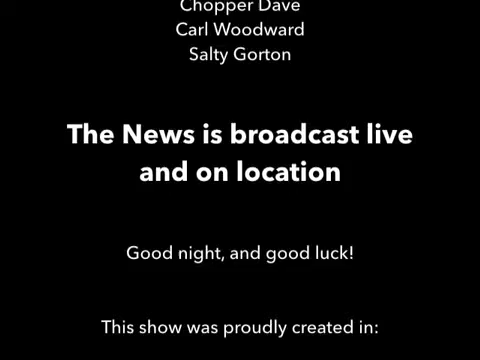 Chopper Dave
Carl Woodward
Salty Gorton
The News is broadcast live
and on location
Good night, and good luck!
This show was proudly created in: